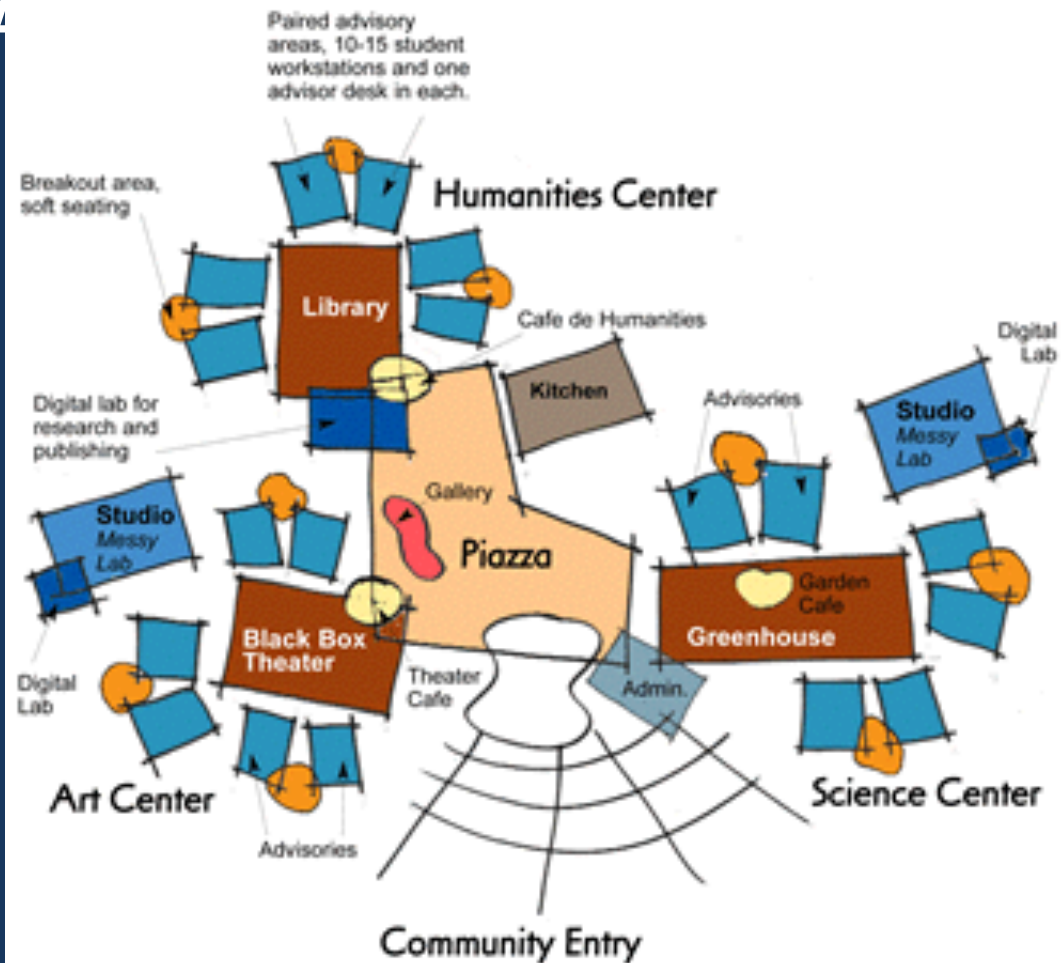 Paired advisory
areas, 10-15 student
workstations and one
advisor desk in each.
Breakout area,
soft seating
Humanities Center
Library
Cafe de Humanities
Digital
Lab
Kitchen
Digital lab for
research and
publishing
Advisories
Studio
Messy
Lab
Gallery
Studio
Messy
Lab
Piazza
Garden
Cafe
Black Box
Theater
Greenhouse
Theater
Cafe
Admin.
Digital
Lab
Art Center
Science Center
Advisories
Community Entry